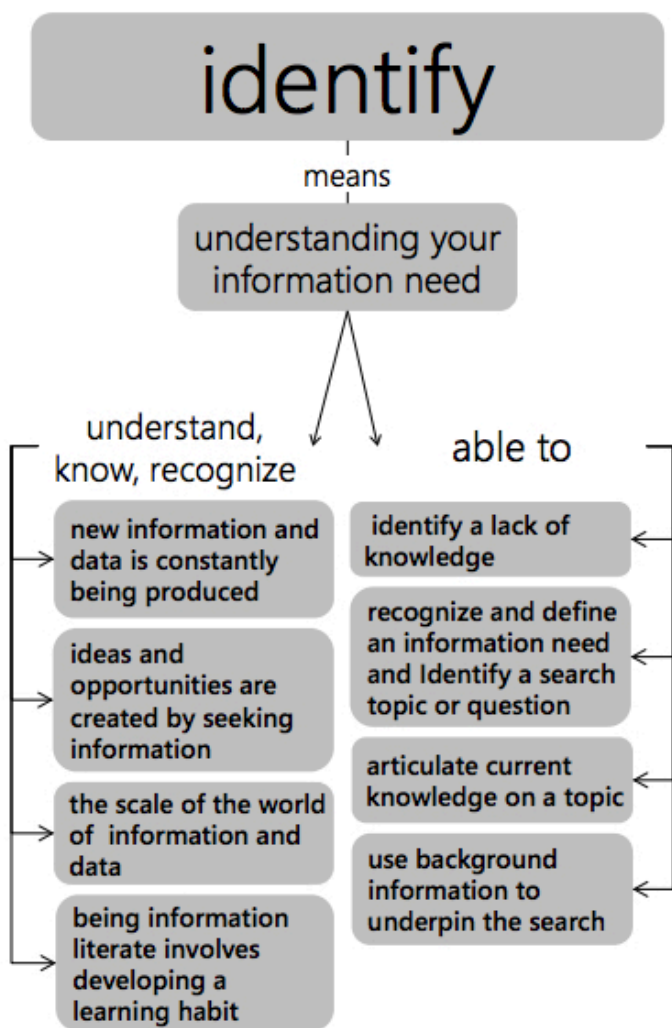 identify
means
understanding your
information need
understand,
know, recognize
new information and
data is constantly
being produced
ideas and
opportunities are
created by seeking
information
the scale of the world
of information and
data
being information
literate involves
developing a
learning habit
able to
identify a lack of
knowledge
recognize and define
an information need
and Identify a search
topic or question
articulate current
knowledge on a topic
use background
information to
underpin the search